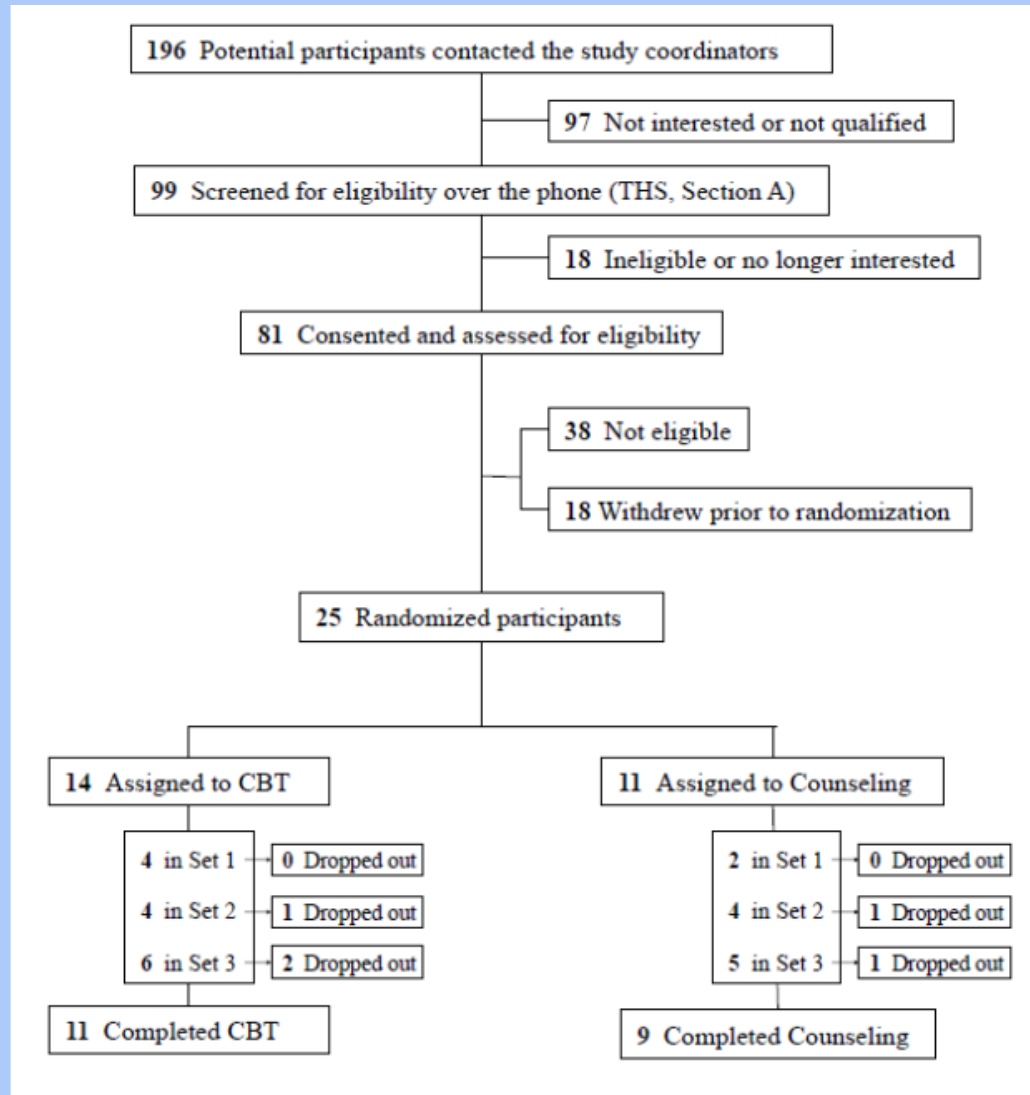 196 Potential participants contacted the study coordinators
97 Not interested or not qualified
99 Screened for eligibility over the phone (THS, Section A)
18 Ineligible or no longer interested
81 Consented and assessed for eligibility
38 Not eligible
18 Withdrew prior to randomization
25 Randomized participants
14 Assigned to CBT
4 in Set 1
0 Dropped out
4 in Set 2
1 Dropped out
6 in Set 3
2 Dropped out
11 Completed CBT
11 Assigned to Counseling
2 in Set 1
0 Dropped out
4 in Set 2
1 Dropped out
5 in Set 3
1 Dropped out
9 Completed Counseling